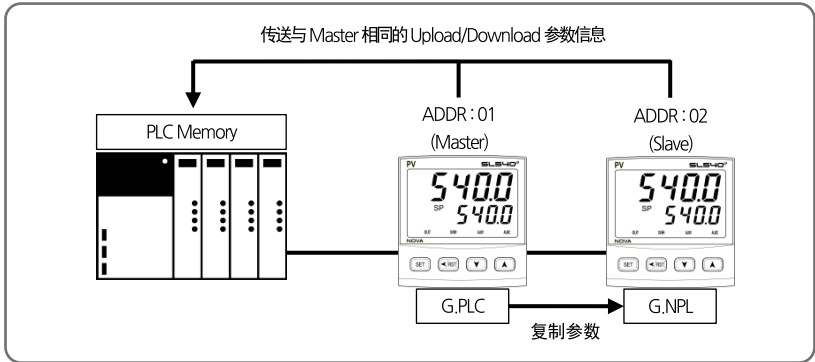 传送与 Master 相同的 Upload/Download 参数信息
ADDR : 01
(Master)
ADDR : 02
(Slave)
PLC Memory
PV SL540
540.0
SP 540.0
NOVA
SET ◀/RST ▼ ▲
PV SL540
540.0
SP 540.0
NOVA
SET ◀/RST ▼ ▲
G.PLC
G.NPL
复制参数